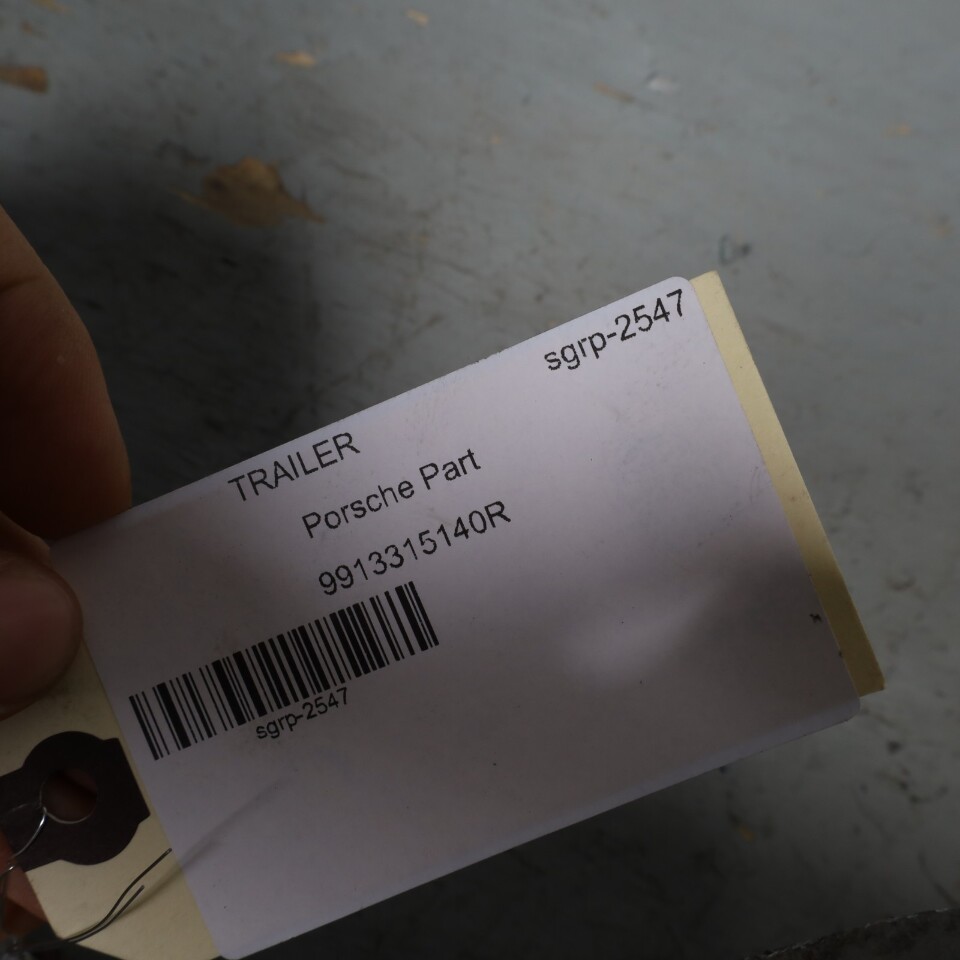 sgrp-2547
TRAILER
Porsche Part
9913315140R
sgrp-2547